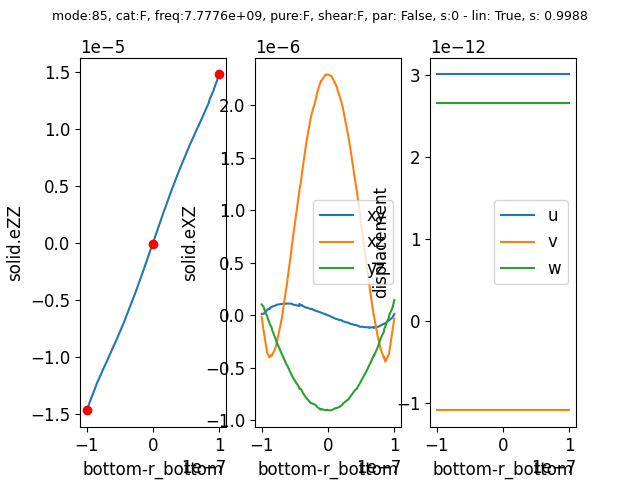 mode:85, cat:F, freq:7.7776e+09, pure:F, shear:F, par: False, s:0 - lin: True, s: 0.9988
1e−5
1e−6
1e−12
1.5
1.0
0.5
0.0
−0.5
−1.0
−1.5
solid.eZZ
−1
0
1
1e−7
bottom-r_bottom
2.0
1.5
1.0
0.5
0.0
−0.5
−1.0
solid.eXZ
xy
xz
yz
−1
0
1
1e−7
bottom-r_bottom
3
2
1
0
−1
displacement
u
v
w
−1
0
1
1e−7
bottom-r_bottom